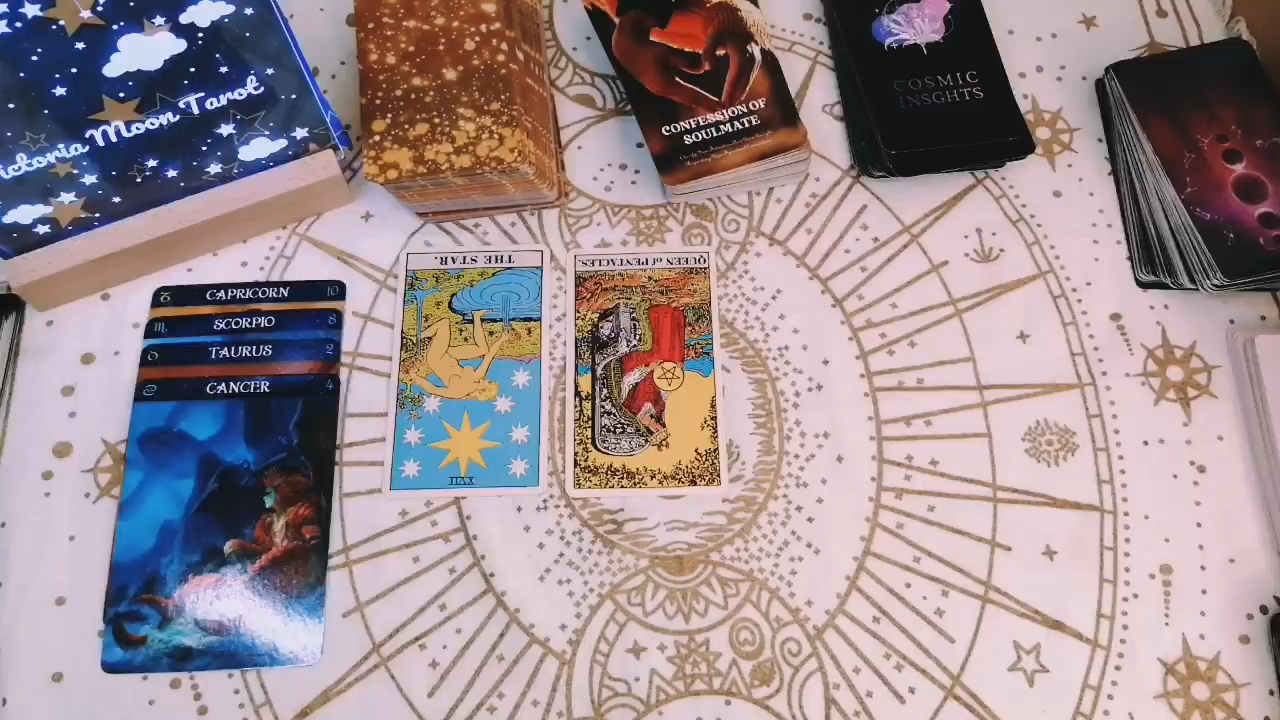 ictonia Moon Tarot
CONFESSION OF
SOULMATE
COSMIC
INSGHTS
CAPRICORN 10
SCORPIO 8
TAURUS 2
CANCER 4
THE STAR.
XVII
QUEEN of PENTACLES.